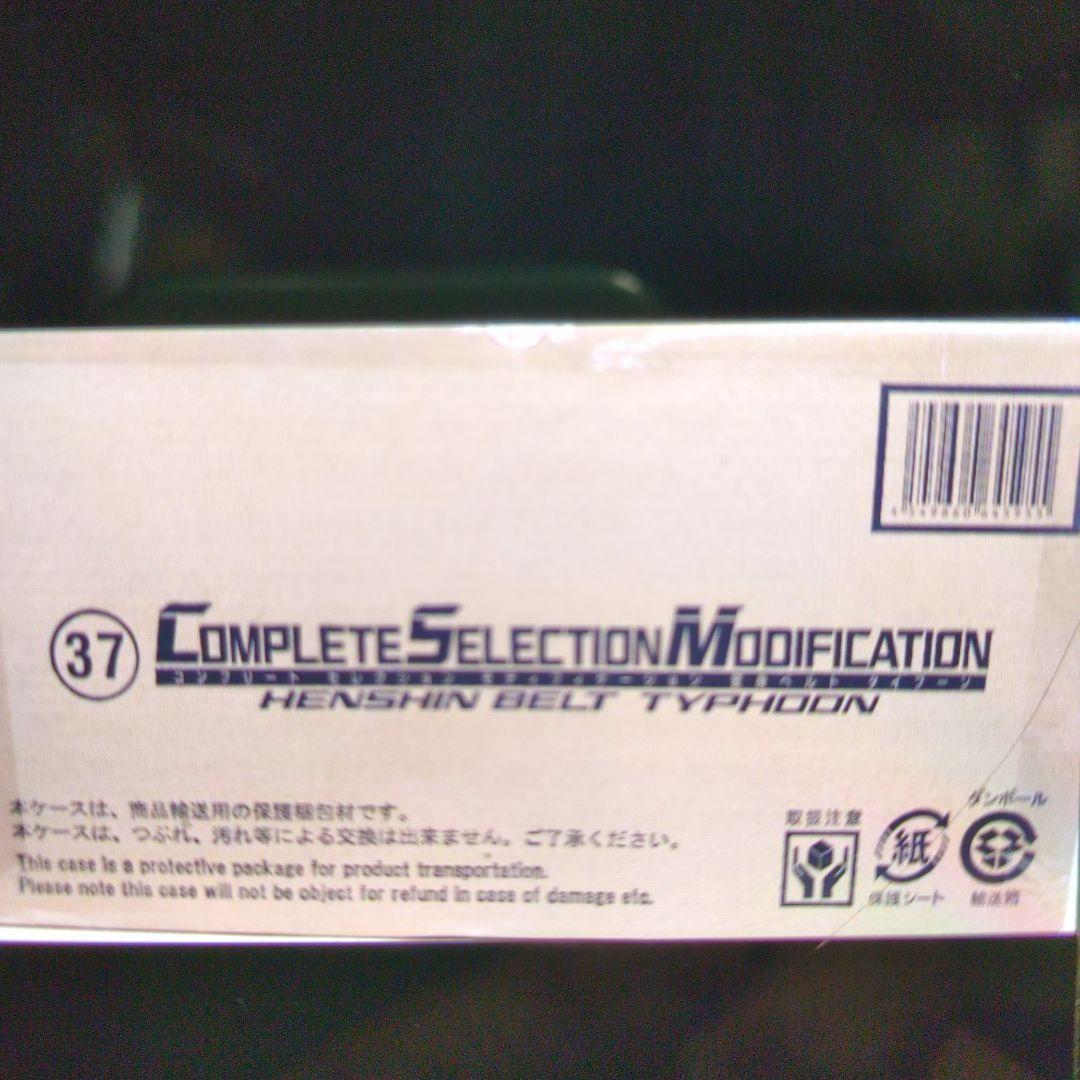 37
COMPLETE SELECTION MODIFICATION
コンプリート セレクション モディフィケーション 変身ベルト タイフーン
HENSHIN BELT TYPHOON
本ケースは、商品輸送用の保護梱包材です。
本ケースは、つぶれ、汚れ等による交換は出来ません。ご了承ください。
This case is a protective package for product transportation.
Please note this case will not be object for refund in case of damage etc.
取扱注意
紙
保護シート
ダンボール
輸送箱